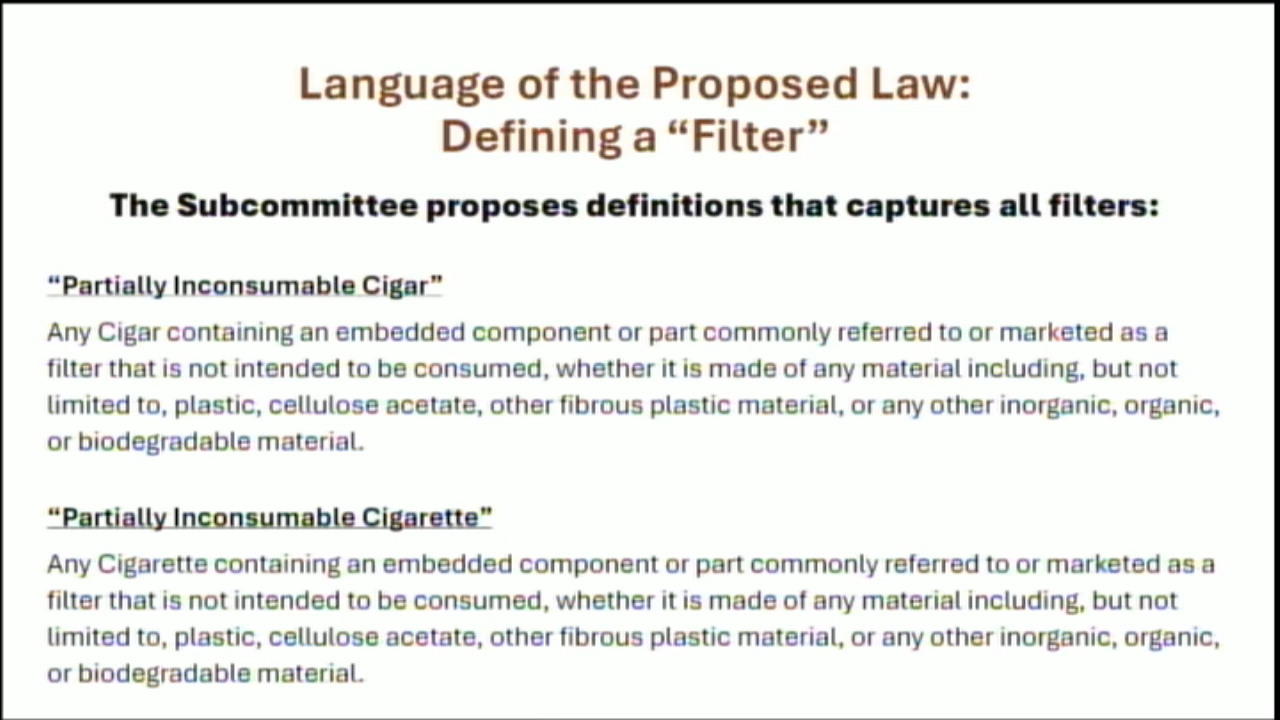 Language of the Proposed Law:
Defining a “Filter”
The Subcommittee proposes definitions that captures all filters:
“Partially Inconsumable Cigar”
Any Cigar containing an embedded component or part commonly referred to or marketed as a
filter that is not intended to be consumed, whether it is made of any material including, but not
limited to, plastic, cellulose acetate, other fibrous plastic material, or any other inorganic, organic,
or biodegradable material.
“Partially Inconsumable Cigarette”
Any Cigarette containing an embedded component or part commonly referred to or marketed as a
filter that is not intended to be consumed, whether it is made of any material including, but not
limited to, plastic, cellulose acetate, other fibrous plastic material, or any other inorganic, organic,
or biodegradable material.